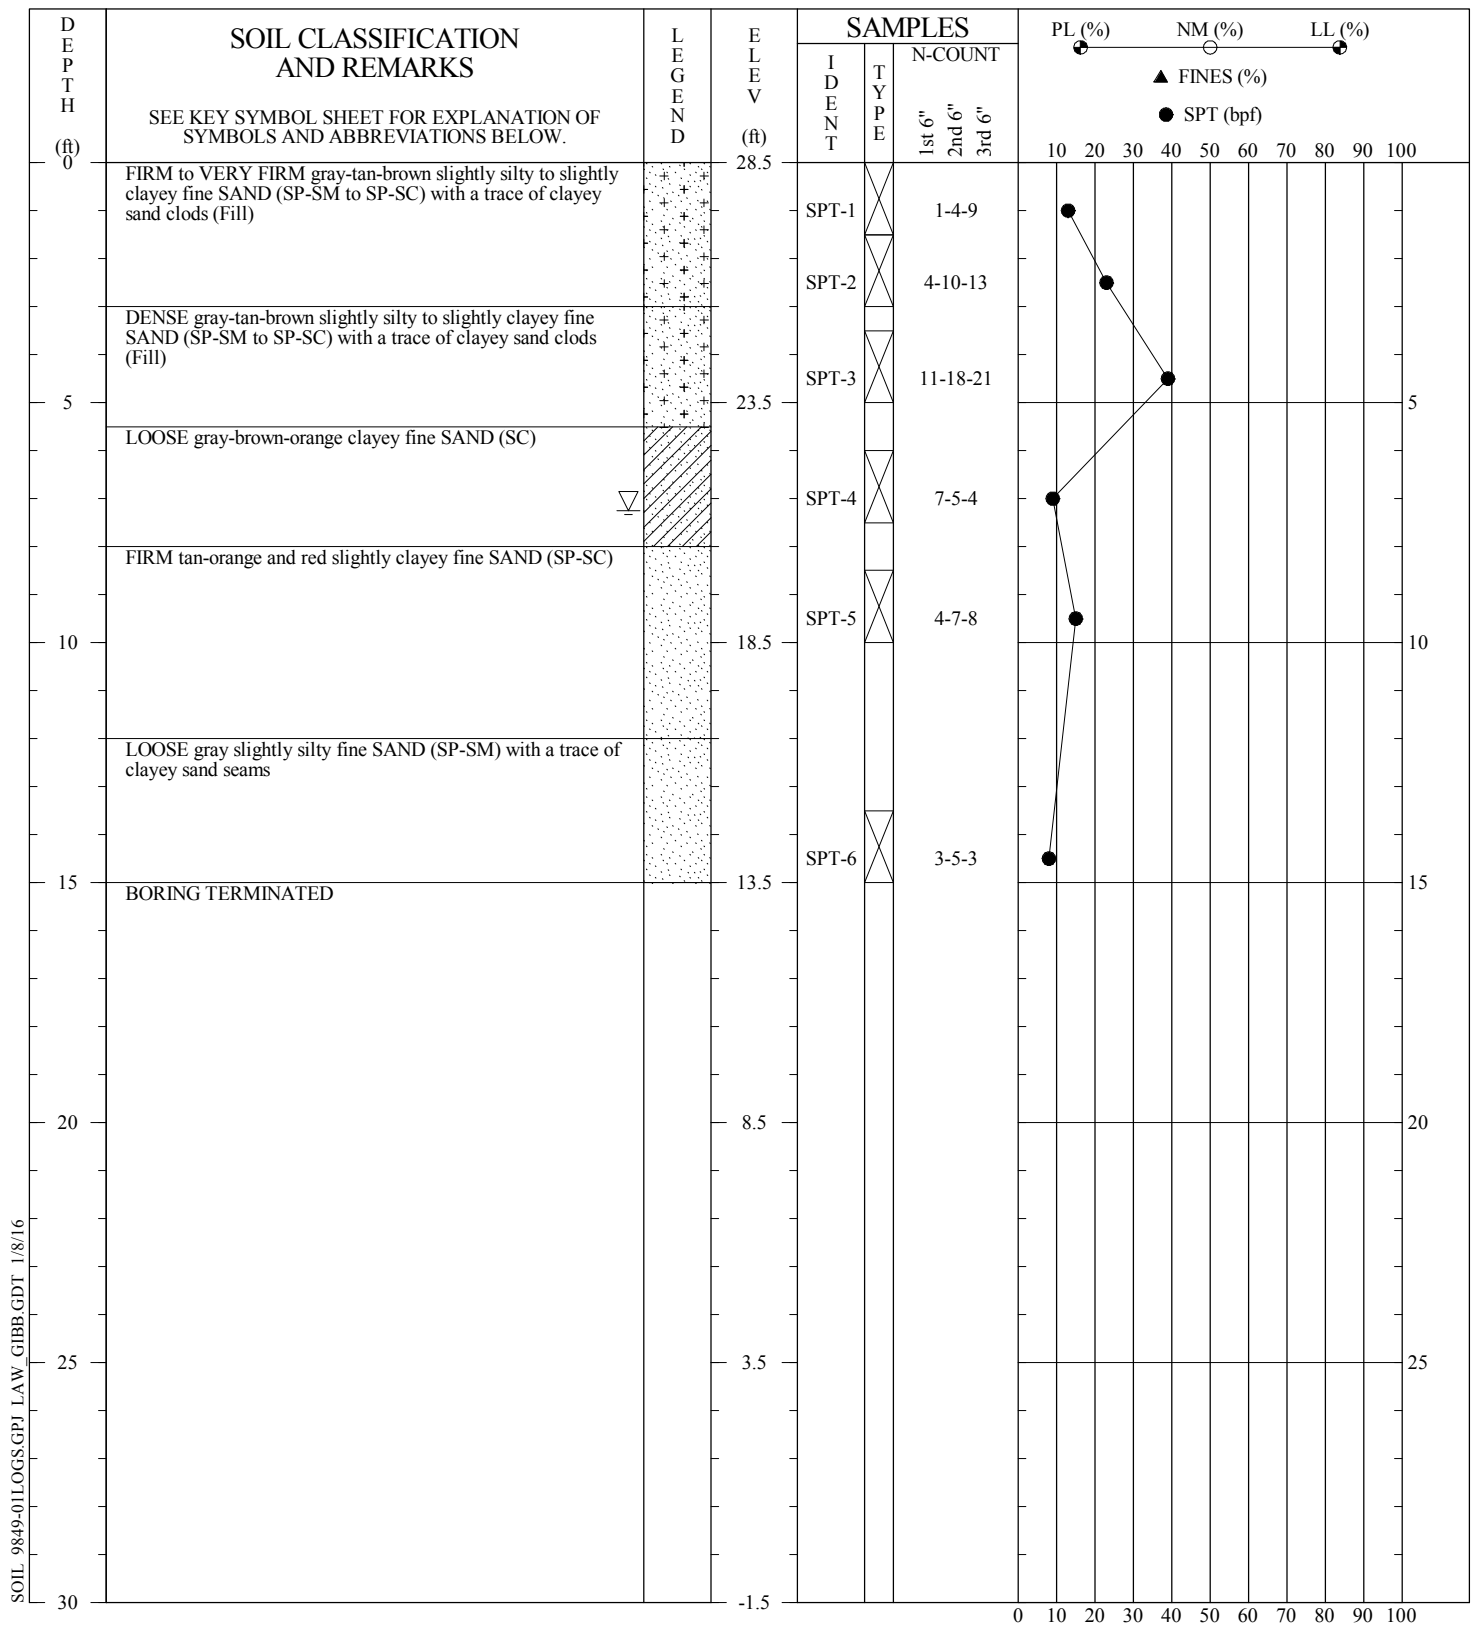 DEPTH
(ft)
SOIL CLASSIFICATION
AND REMARKS
SEE KEY SYMBOL SHEET FOR EXPLANATION OF
SYMBOLS AND ABBREVIATIONS BELOW.
LEGEND
ELEV
(ft)
SAMPLES
IDENT
TYPE
N-COUNT
1st 6"
2nd 6"
3rd 6"
PL (%)
NM (%)
LL (%)
FINES (%)
SPT (bpf)
10 20 30 40 50 60 70 80 90 100
0
28.5
FIRM to VERY FIRM gray-tan-brown slightly silty to slightly
clayey fine SAND (SP-SM to SP-SC) with a trace of clayey
sand clods (Fill)
SPT-1
1-4-9
SPT-2
4-10-13
DENSE gray-tan-brown slightly silty to slightly clayey fine
SAND (SP-SM to SP-SC) with a trace of clayey sand clods
(Fill)
SPT-3
11-18-21
5
23.5
5
LOOSE gray-brown-orange clayey fine SAND (SC)
SPT-4
7-5-4
FIRM tan-orange and red slightly clayey fine SAND (SP-SC)
SPT-5
4-7-8
10
18.5
10
LOOSE gray slightly silty fine SAND (SP-SM) with a trace of
clayey sand seams
SPT-6
3-5-3
15
13.5
15
BORING TERMINATED
20
8.5
20
25
3.5
25
30
-1.5
0 10 20 30 40 50 60 70 80 90 100
SOIL 9849-01LOGS.GPJ LAW_GIBB.GDT 1/8/16